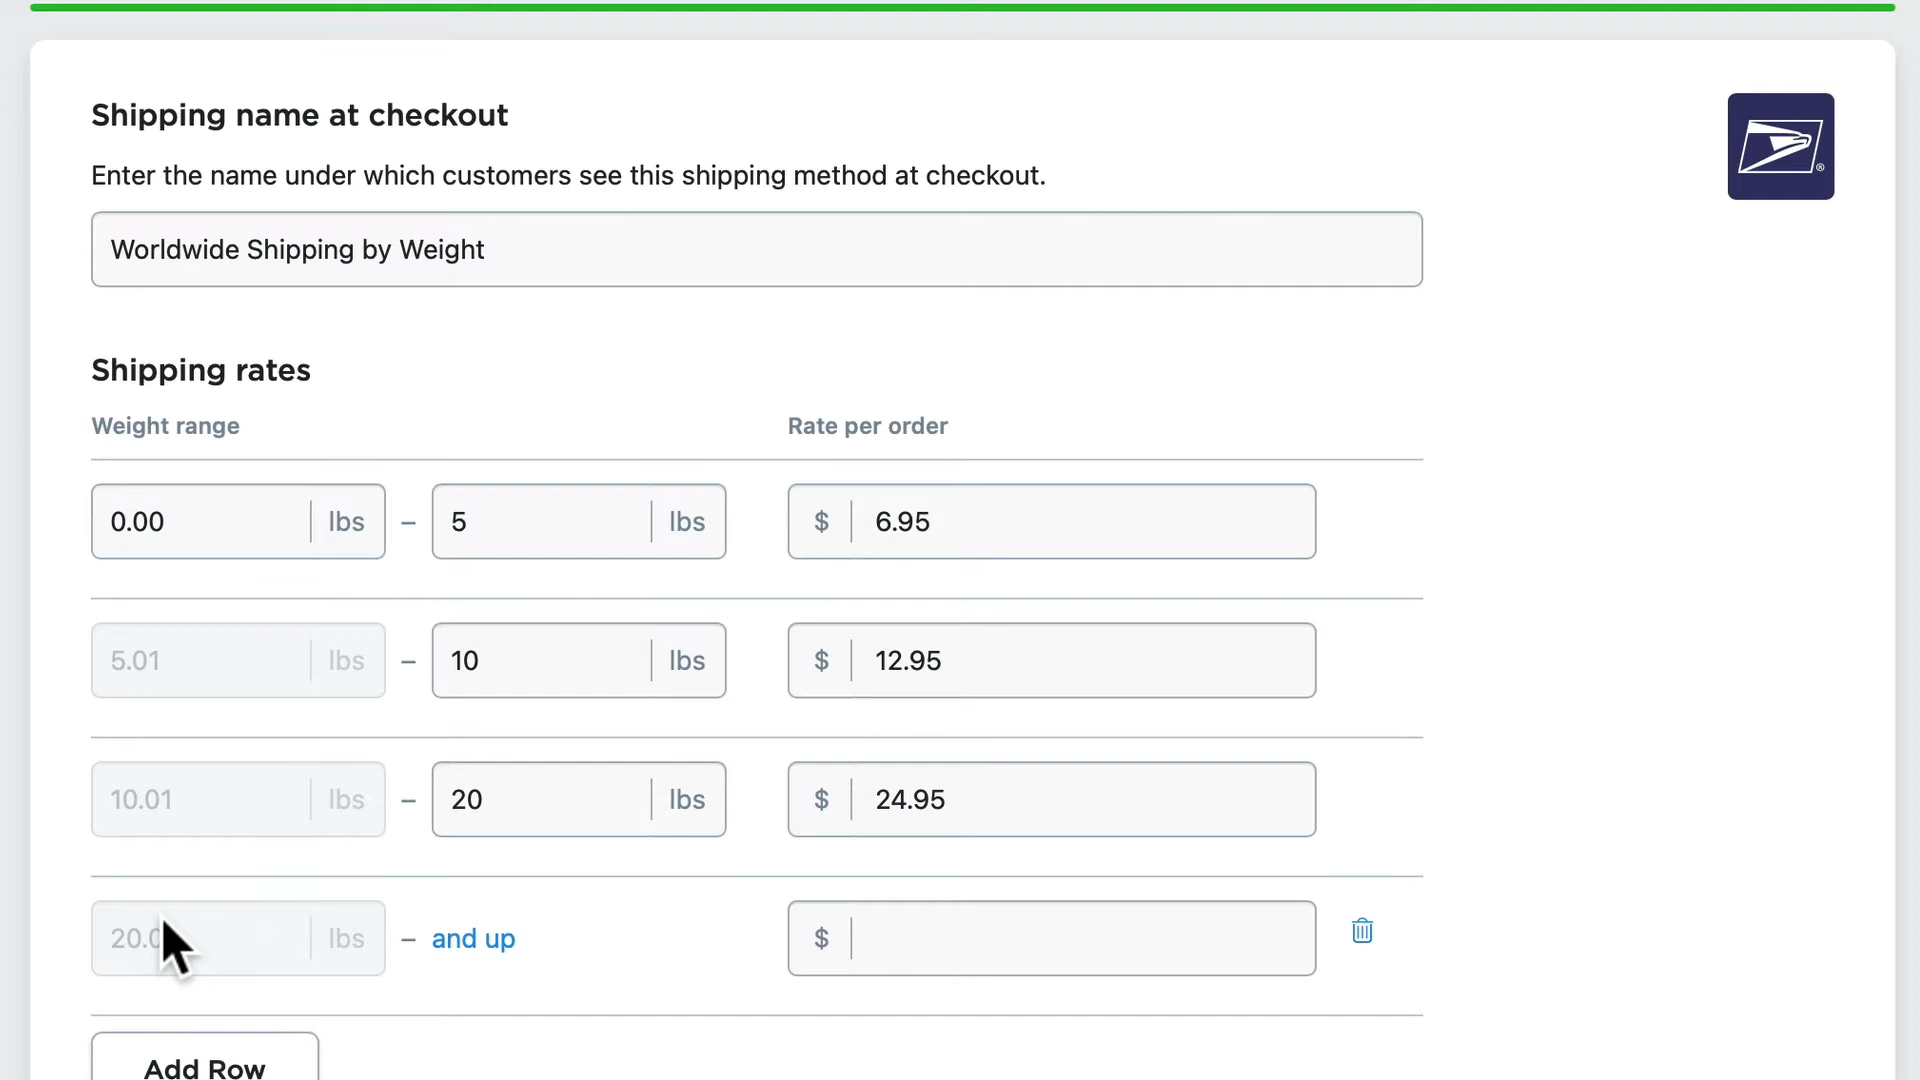 Shipping name at checkout
Enter the name under which customers see this shipping method at checkout.
Worldwide Shipping by Weight
Shipping rates
Weight range Rate per order
0.00 lbs – 5 lbs $ 6.95
5.01 lbs – 10 lbs $ 12.95
10.01 lbs – 20 lbs $ 24.95
lbs – and up $
Add Row